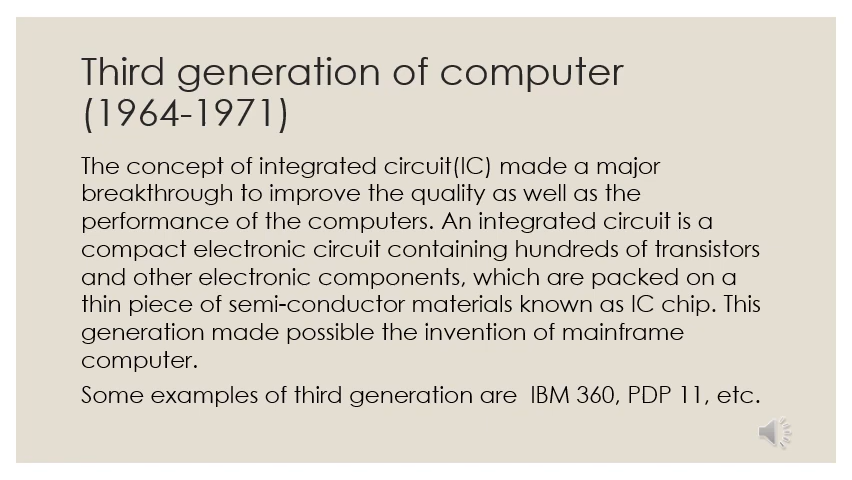 Third generation of computer
(1964-1971)
The concept of integrated circuit(IC) made a major
breakthrough to improve the quality as well as the
performance of the computers. An integrated circuit is a
compact electronic circuit containing hundreds of transistors
and other electronic components, which are packed on a
thin piece of semi-conductor materials known as IC chip. This
generation made possible the invention of mainframe
computer.
Some examples of third generation are  IBM 360, PDP 11, etc.